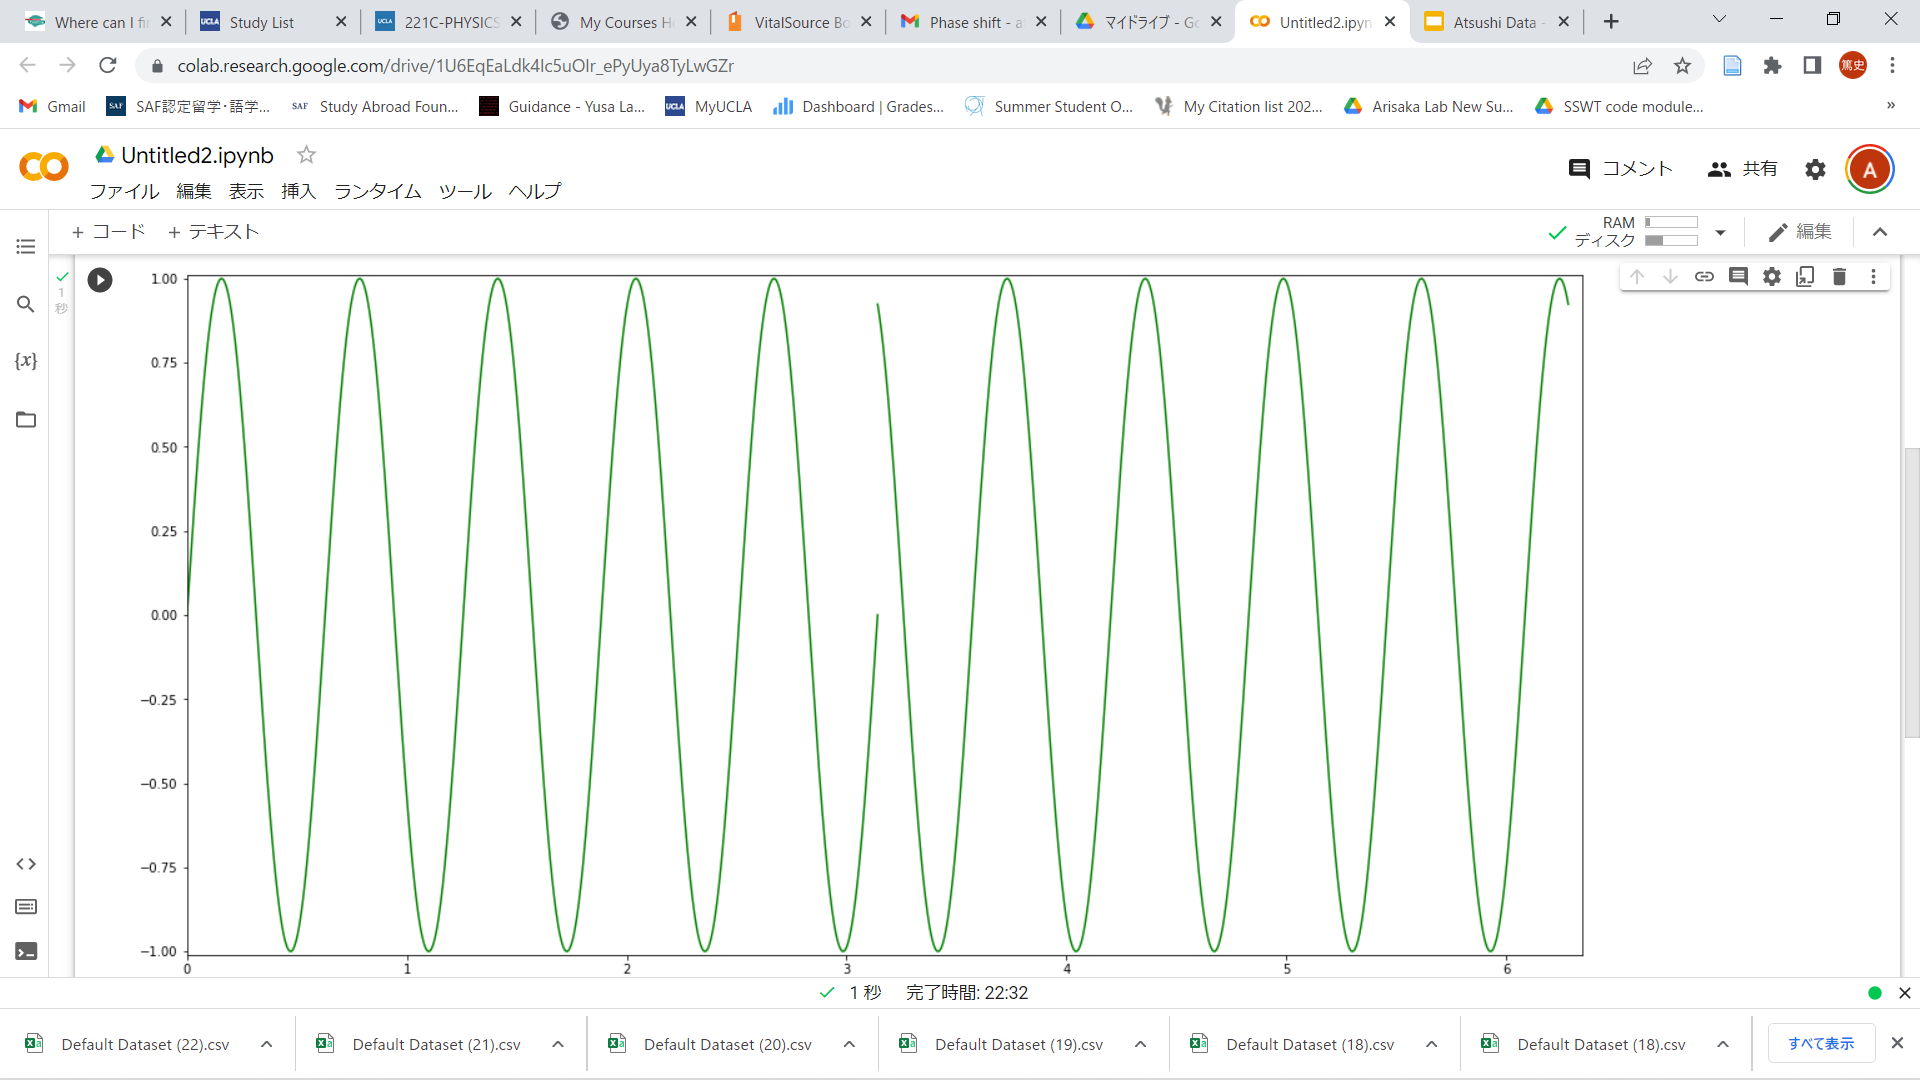 Where can I fi
Study List
221C-PHYSICS
My Courses H
VitalSource Bo
Phase shift - a
マイドライブ - Go
Untitled2.ipyn
Atsushi Data -
colab.research.google.com/drive/1U6EqEaLdk4Ic5uOIr_ePyUya8TyLwGZr
篤史
Gmail
SAF認定留学・語学...
Study Abroad Foun...
Guidance - Yusa La...
MyUCLA
Dashboard | Grades...
Summer Student O...
My Citation list 202...
Arisaka Lab New Su...
SSWT code module...
»
Untitled2.ipynb
ファイル 編集 表示 挿入 ランタイム ツール ヘルプ
コメント
共有
A
+ コード + テキスト
RAM
ディスク
編集
1
秒
{x}
1.00
0.75
0.50
0.25
0.00
−0.25
−0.50
−0.75
−1.00
0 1 2 3 4 5 6
1 秒 完了時間: 22:32
Default Dataset (22).csv
Default Dataset (21).csv
Default Dataset (20).csv
Default Dataset (19).csv
Default Dataset (18).csv
Default Dataset (18).csv
すべて表示